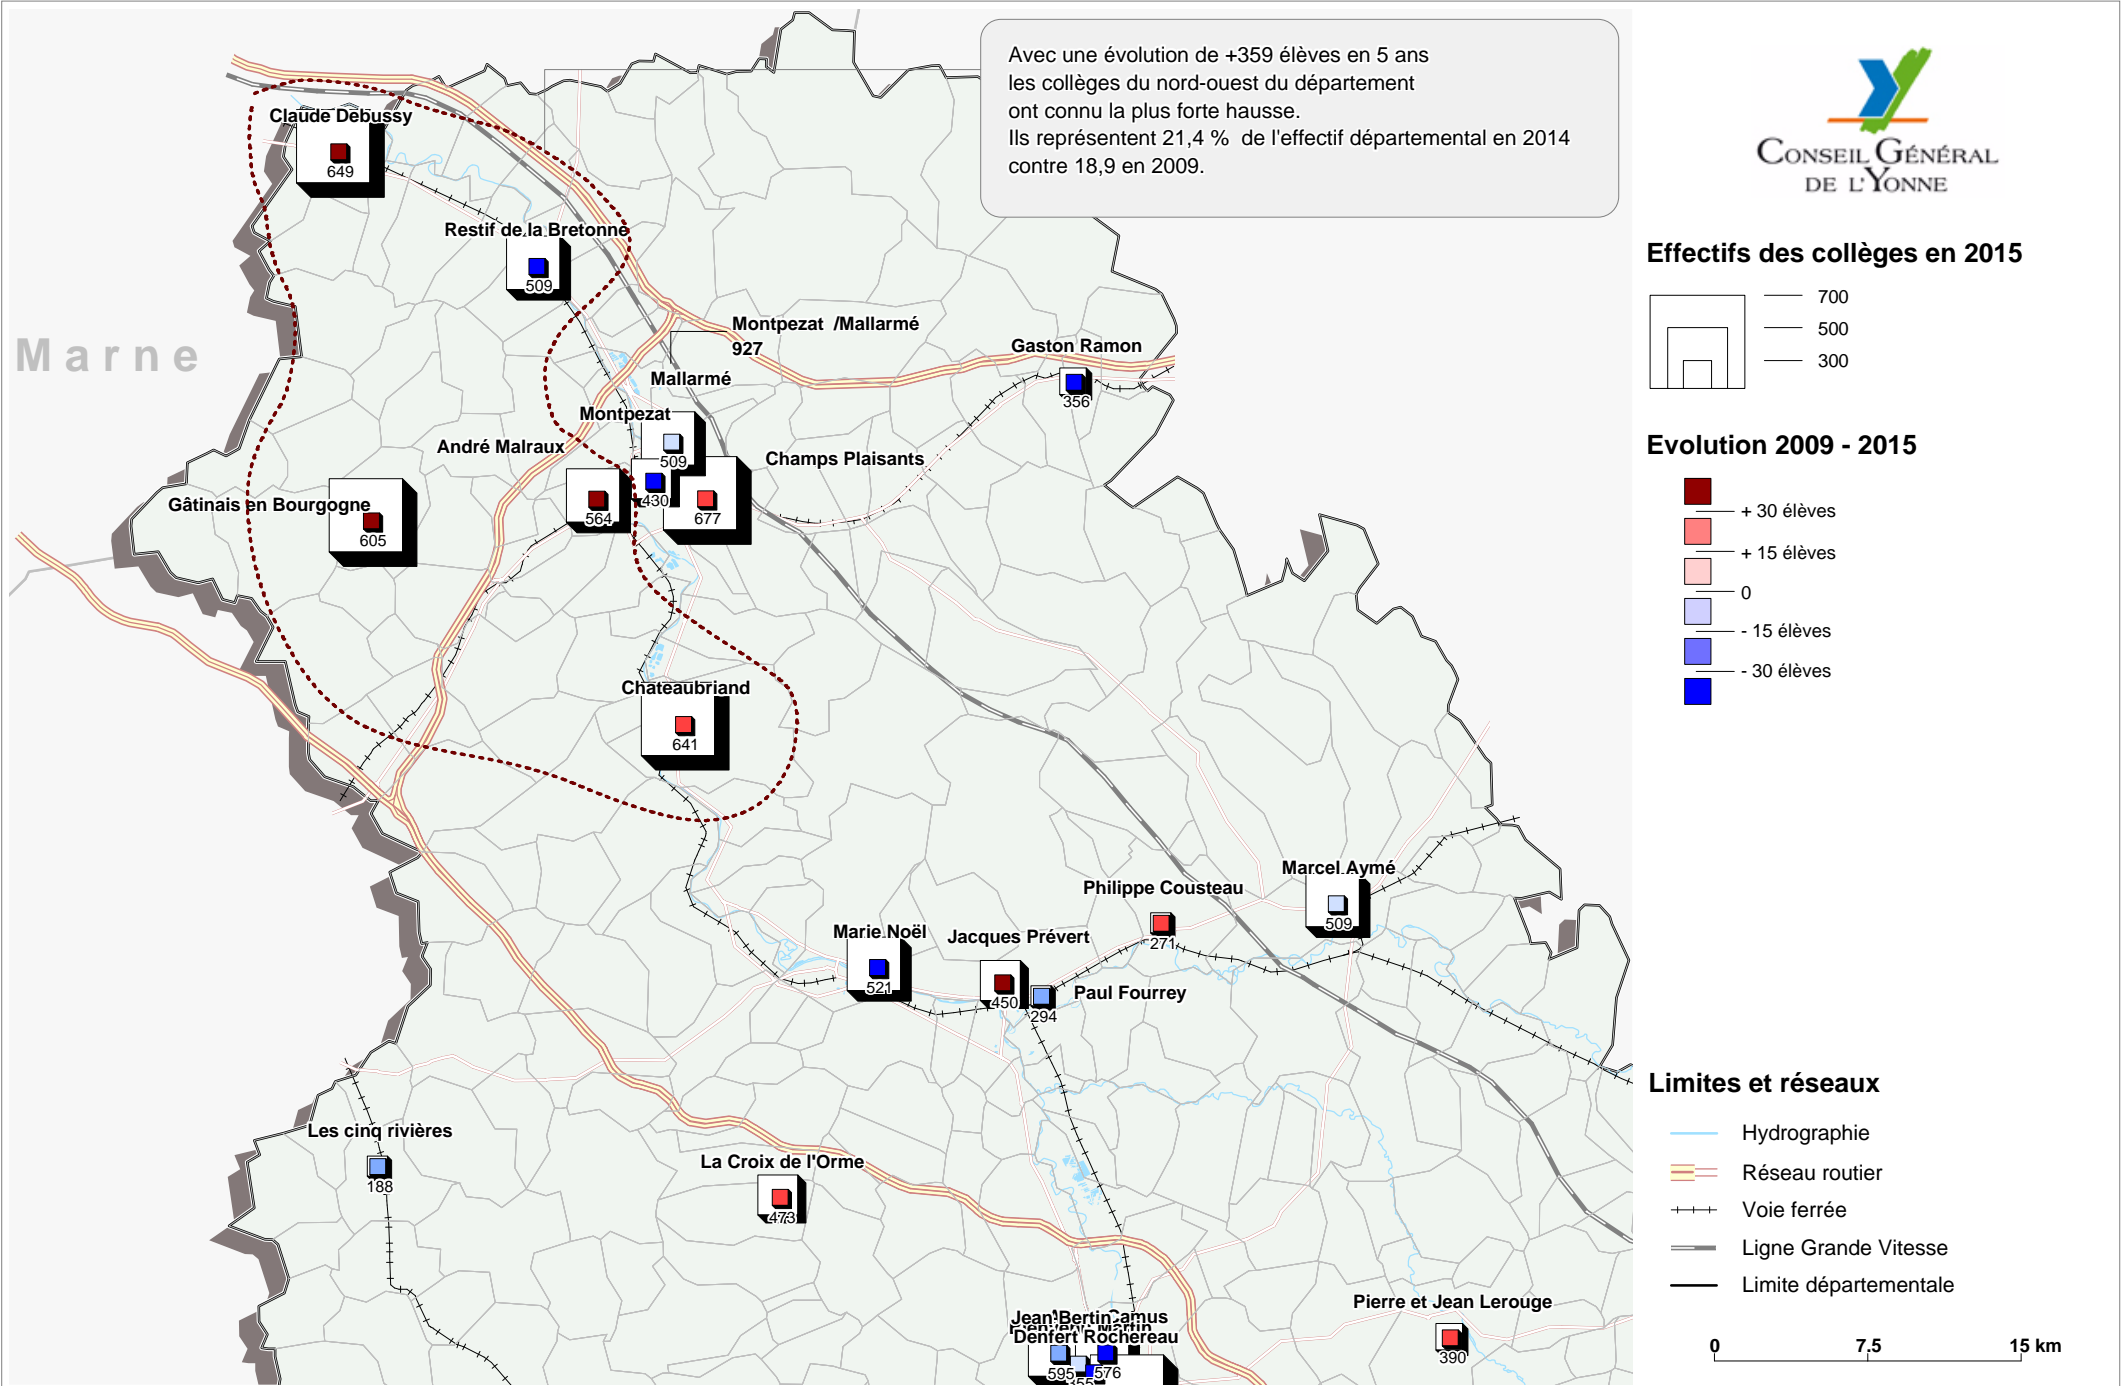 Avec une évolution de +359 élèves en 5 ans
les collèges du nord-ouest du département
ont connu la plus forte hausse.
Ils représentent 21,4 % de l'effectif départemental en 2014
contre 18,9 en 2009.
CONSEIL GÉNÉRAL
DE L'YONNE
Effectifs des collèges en 2015
700
500
300
Evolution 2009 - 2015
+ 30 élèves
+ 15 élèves
0
- 15 élèves
- 30 élèves
Limites et réseaux
Hydrographie
Réseau routier
Voie ferrée
Ligne Grande Vitesse
Limite départementale
0 7.5 15 km
Marne
Claude Debussy
649
Restif de la Bretonne
509
Montpezat /Mallarmé
927
Gaston Ramon
356
Mallarmé
509
Montpezat
430
André Malraux
564
Champs Plaisants
677
Gâtinais en Bourgogne
605
Chateaubriand
641
Marcel Aymé
509
Philippe Cousteau
271
Marie Noël
521
Jacques Prévert
450
Paul Fourrey
294
Les cinq rivières
188
La Croix de l'Orme
473
Pierre et Jean Lerouge
390
Jean Bertin
Camus
Denfert Rochereau
595
576